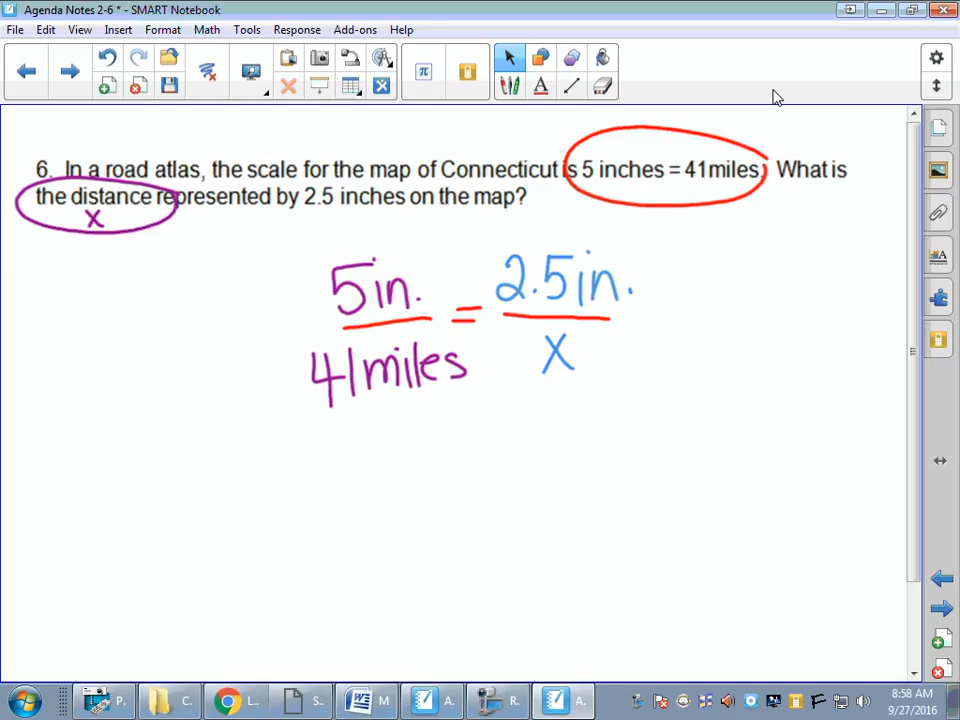 Agenda Notes 2-6 * - SMART Notebook
File Edit View Insert Format Math Tools Response Add-ons Help
π
A
A
6. In a road atlas, the scale for the map of Connecticut is 5 inches = 41miles. What is
the distance represented by 2.5 inches on the map?
x
5in. = 2.5in.
41miles x
P.. C.. L.. S.. M A.. R.. A..
8:58 AM
9/27/2016